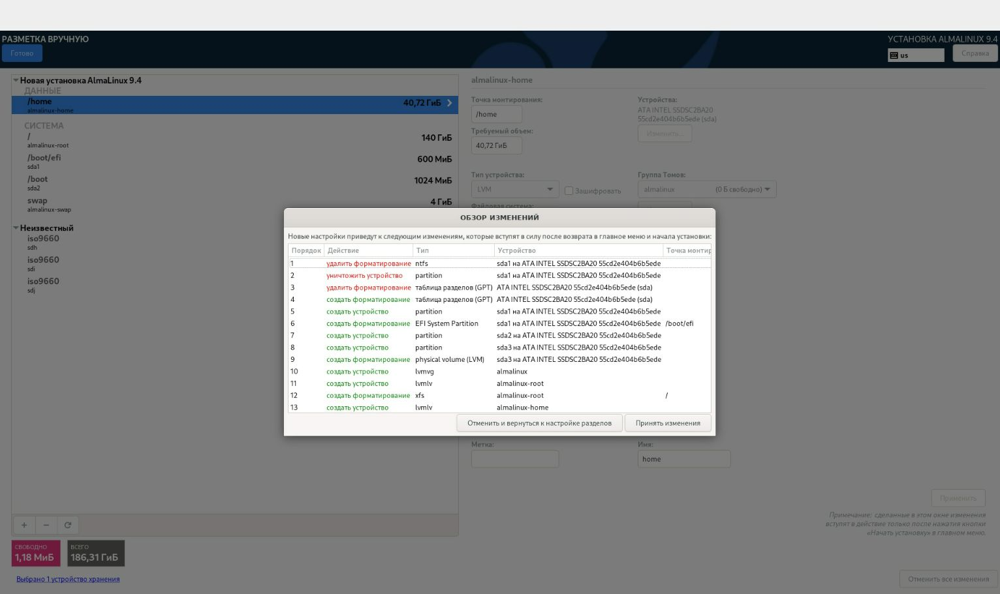 РАЗМЕТКА ВРУЧНУЮ
УСТАНОВКА ALMALINUX 9.4
Готово
us
Справка
Новая установка AlmaLinux 9.4
ДАННЫЕ
/home
40,72 ГиБ
almalinux-home
СИСТЕМА
/
140 ГиБ
almalinux-root
/boot/efi
600 МиБ
sda1
/boot
1024 МиБ
sda2
swap
4 ГиБ
almalinux-swap
Неизвестный
iso9660
sdh
iso9660
sdi
iso9660
sdj
almalinux-home
Точка монтирования:
/home
Требуемый объем:
40,72 ГиБ
Устройства:
ATA INTEL SSDSC2BA20
55cd2e404b6b5ede (sda)
Изменить...
Тип устройства:
LVM
Зашифровать
Группа Томов:
almalinux (0 Б свободно)
Файловая система:
ОБЗОР ИЗМЕНЕНИЙ
Новые настройки приведут к следующим изменениям, которые вступят в силу после возврата в главное меню и начала установки:
Порядок Действие Тип Устройство Точка монтир
1 удалить форматирование ntfs sda1 на ATA INTEL SSDSC2BA20 55cd2e404b6b5ede
2 уничтожить устройство partition sda1 на ATA INTEL SSDSC2BA20 55cd2e404b6b5ede
3 удалить форматирование таблица разделов (GPT) ATA INTEL SSDSC2BA20 55cd2e404b6b5ede (sda)
4 создать форматирование таблица разделов (GPT) ATA INTEL SSDSC2BA20 55cd2e404b6b5ede (sda)
5 создать устройство partition sda1 на ATA INTEL SSDSC2BA20 55cd2e404b6b5ede
6 создать форматирование EFI System Partition sda1 на ATA INTEL SSDSC2BA20 55cd2e404b6b5ede /boot/efi
7 создать устройство partition sda2 на ATA INTEL SSDSC2BA20 55cd2e404b6b5ede
8 создать устройство partition sda3 на ATA INTEL SSDSC2BA20 55cd2e404b6b5ede
9 создать форматирование physical volume (LVM) sda3 на ATA INTEL SSDSC2BA20 55cd2e404b6b5ede
10 создать устройство lvmvg almalinux
11 создать устройство lvmlv almalinux-root
12 создать форматирование xfs almalinux-root /
13 создать устройство lvmlv almalinux-home
Отменить и вернуться к настройке разделов
Принять изменения
Метка:
Имя:
home
Применить
Примечание: сделанные в этом окне изменения
вступят в действие только после нажатия кнопки
«Начать установку» в главном меню.
СВОБОДНО
1,18 МиБ
ВСЕГО
186,31 ГиБ
Выбрано 1 устройство хранения
Отменить все изменения